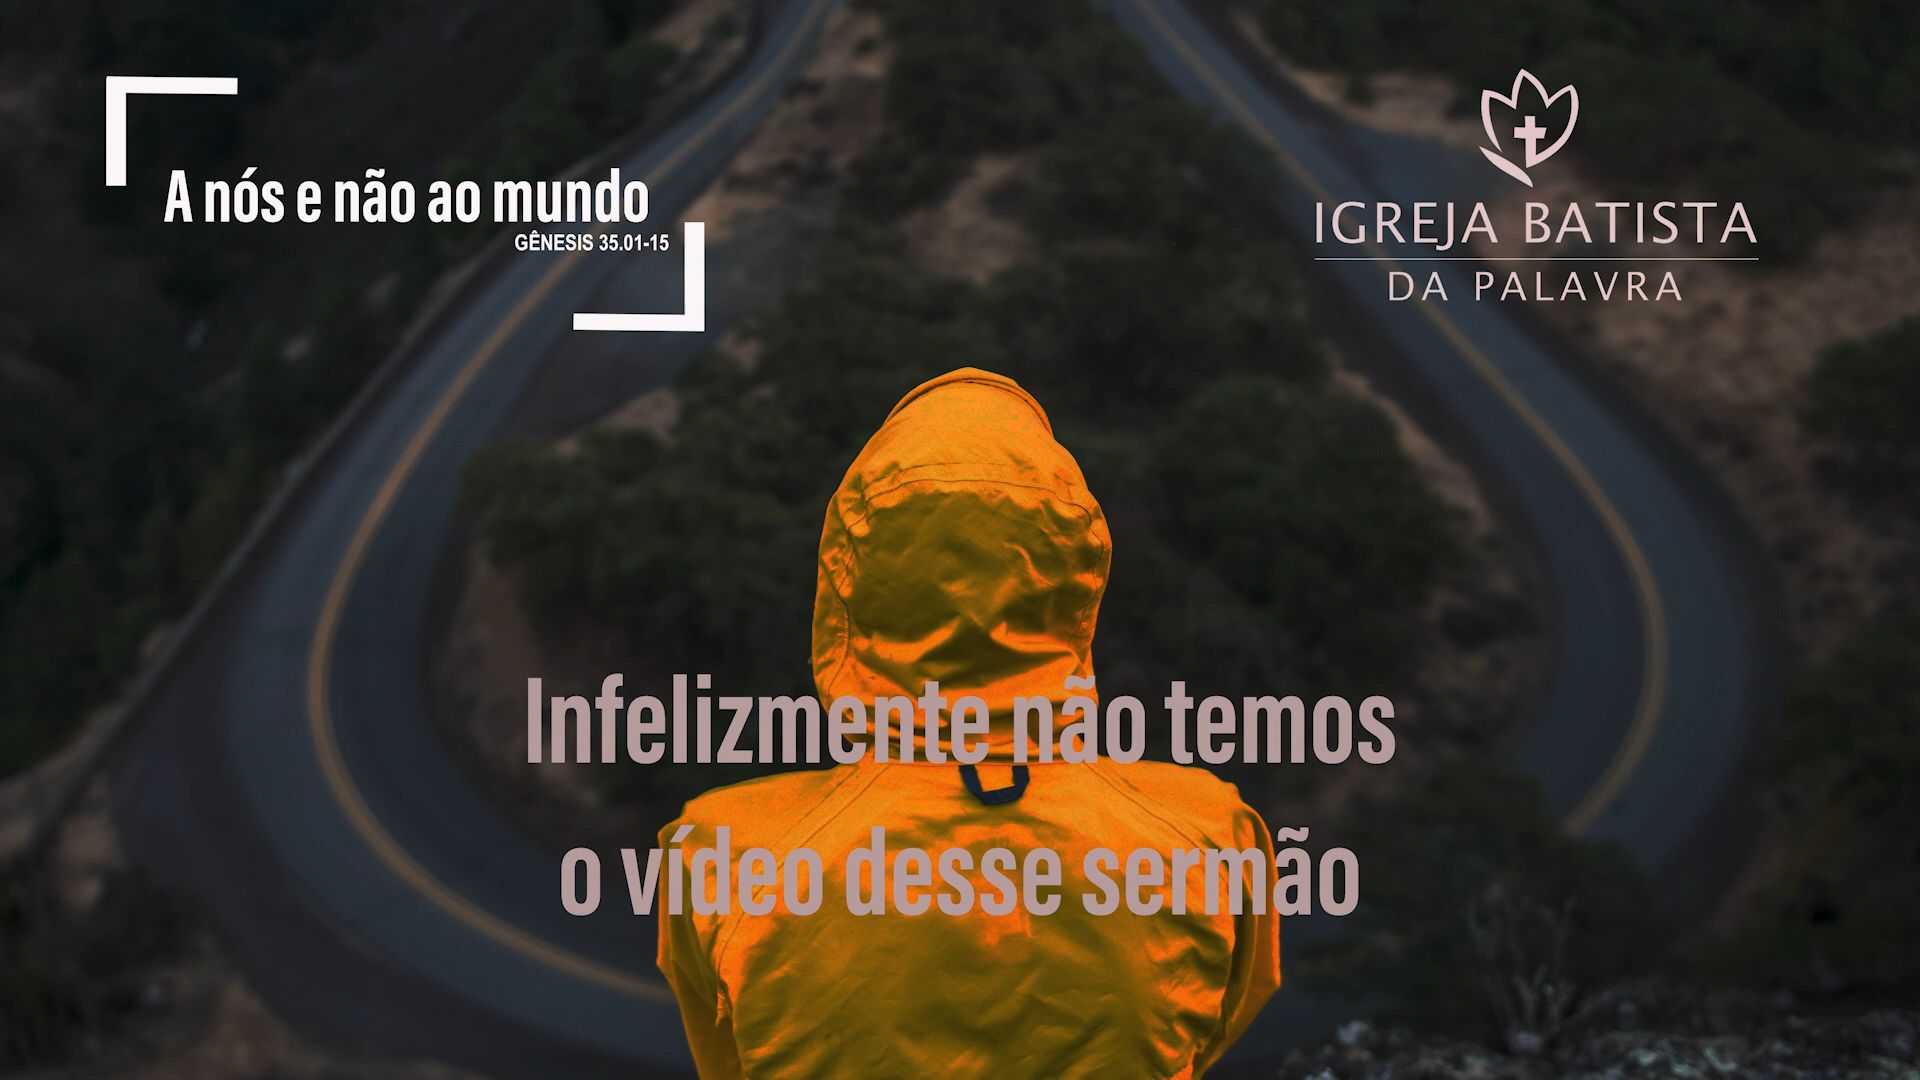 A nós e não ao mundo
GÊNESIS 35.01-15
IGREJA BATISTA
DA PALAVRA
Infelizmente não temos
o vídeo desse sermão